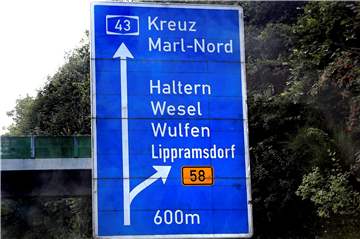 43 Kreuz
Marl-Nord
Haltern
Wesel
Wulfen
Lippramsdorf
58
600m